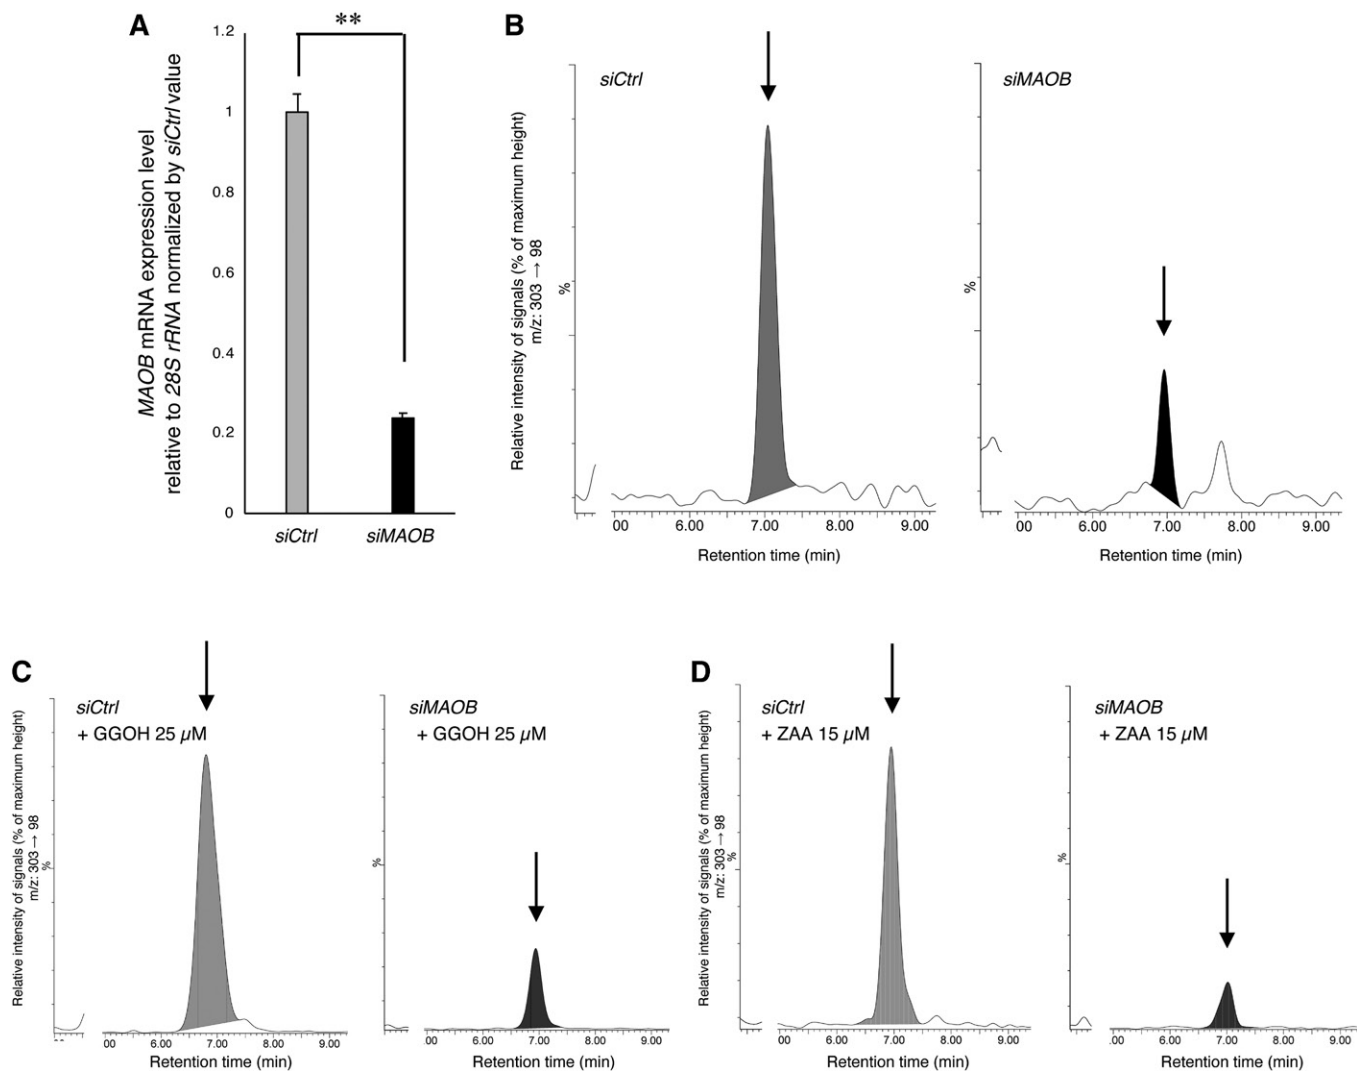 A
MAOB mRNA expression level
relative to 28S rRNA normalized by siCtrl value
1.2
1
0.8
0.6
0.4
0.2
0
**
siCtrl
siMAOB
B
Relative intensity of signals (% of maximum height)
m/z: 303 → 98
%
siCtrl
00 6.00 7.00 8.00 9.00
Retention time (min)
%
siMAOB
00 6.00 7.00 8.00 9.00
Retention time (min)
C
Relative intensity of signals (% of maximum height)
m/z: 303 → 98
%
siCtrl
+ GGOH 25 µM
00 6.00 7.00 8.00 9.00
Retention time (min)
%
siMAOB
+ GGOH 25 µM
.00 6.00 7.00 8.00 9.00
Retention time (min)
D
Relative intensity of signals (% of maximum height)
m/z: 303 → 98
%
siCtrl
+ ZAA 15 µM
00 6.00 7.00 8.00 9.00
Retention time (min)
%
siMAOB
+ ZAA 15 µM
.00 6.00 7.00 8.00 9.00
Retention time (min)